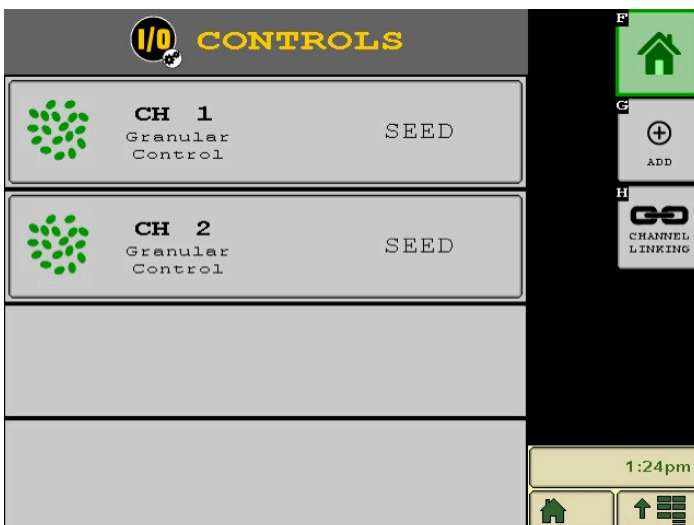 I/O CONTROLS
CH 1
Granular
Control
SEED
CH 2
Granular
Control
SEED
F
G
ADD
H
CHANNEL
LINKING
1:24pm